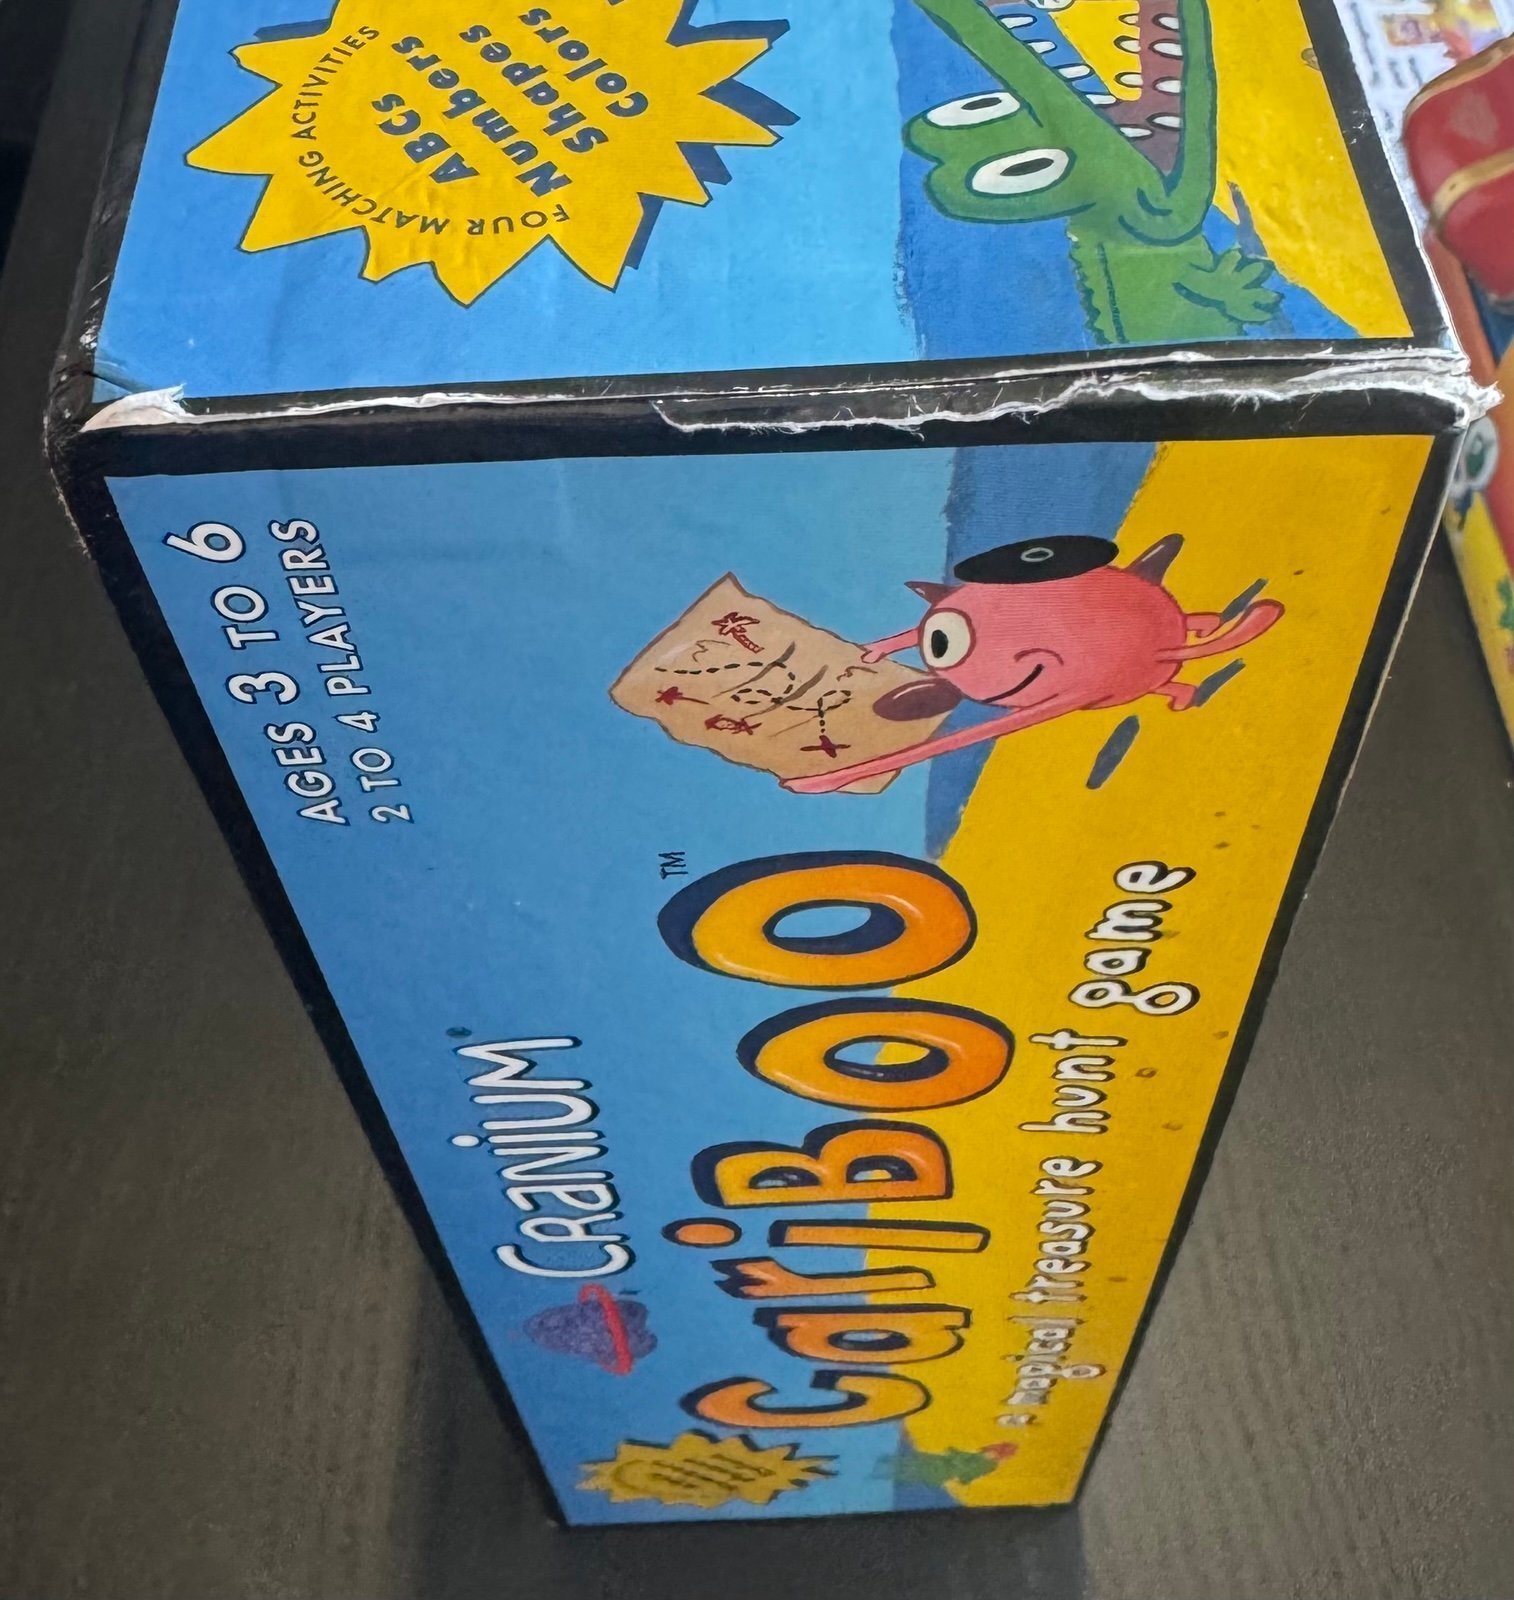 FOUR MATCHING ACTIVITIES
ABCs
Numbers
Shapes
Colors
AGES 3 TO 6
2 TO 4 PLAYERS
CRANIUM®
CariBOO™
a magical treasure hunt game